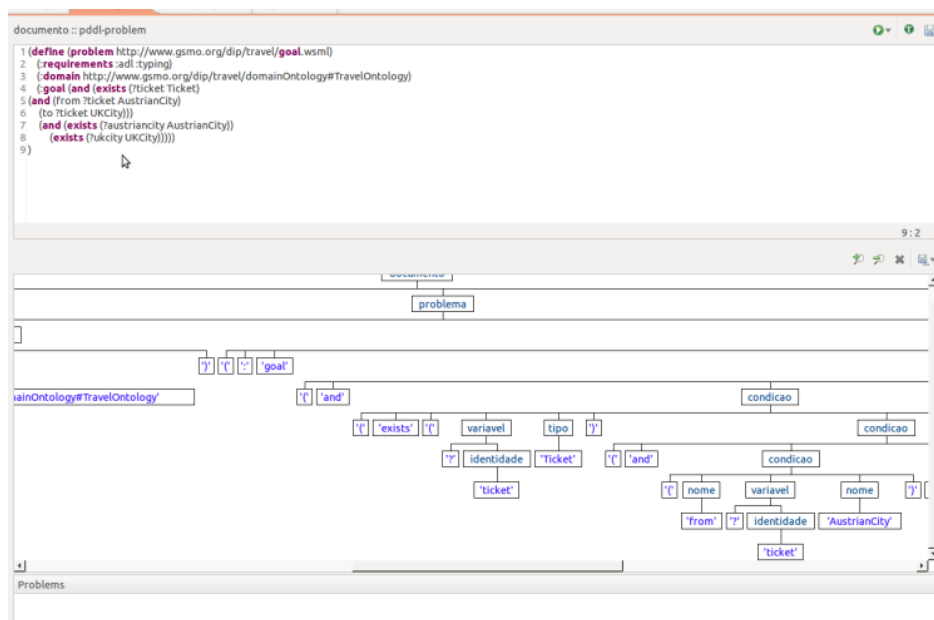 documento :: pddl-problem
1 (define (problem http://www.gsmo.org/dip/travel/goal.wsml)
2 (:requirements :adl :typing)
3 (:domain http://www.gsmo.org/dip/travel/domainOntology#TravelOntology)
4 (:goal (and (exists (?ticket Ticket)
5 (and (from ?ticket AustrianCity)
6 (to ?ticket UKCity)))
7 (and (exists (?austriancity AustrianCity))
8 (exists (?ukcity UKCity)))))
9 )
9 : 2
documento
problema
')' '(' ':' 'goal'
ainOntology#TravelOntology' '(' 'and' condicao
'(' 'exists' '(' variavel tipo ')' condicao
'?' identidade 'Ticket' '(' 'and' condicao
'ticket' '(' nome variavel nome ')'
'from' '?' identidade 'AustrianCity'
'ticket'
Problems